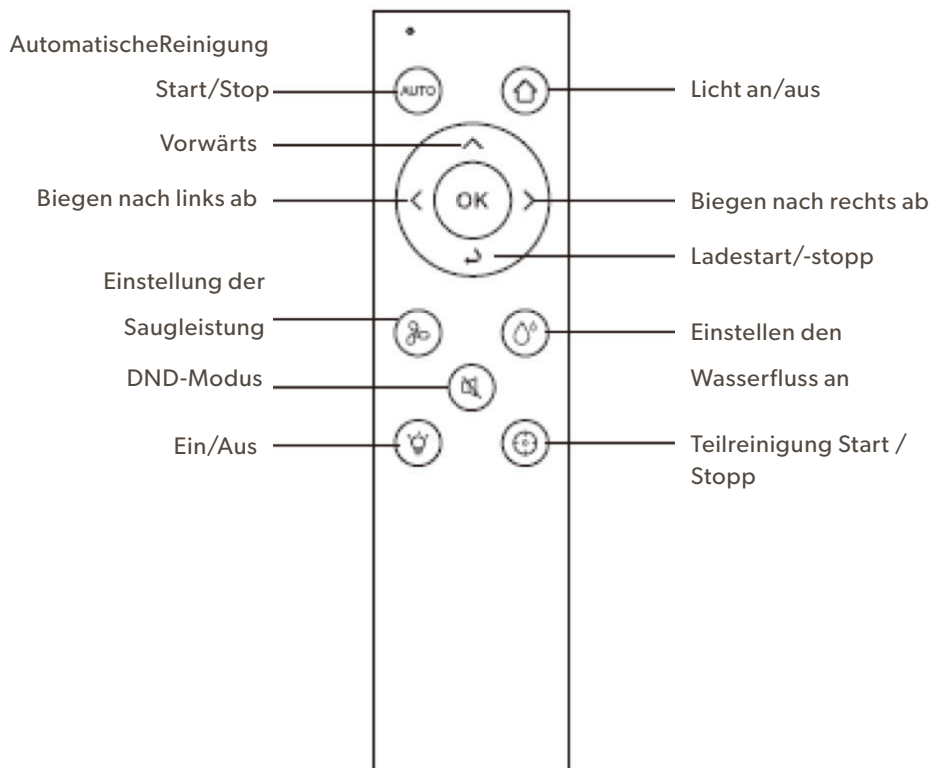 AutomatischeReinigung
Start/Stop
Vorwärts
Biegen nach links ab
Einstellung der
Saugleistung
DND-Modus
Ein/Aus
AUTO
OK
Licht an/aus
Biegen nach rechts ab
Ladestart/-stopp
Einstellen den
Wasserfluss an
Teilreinigung Start /
Stopp